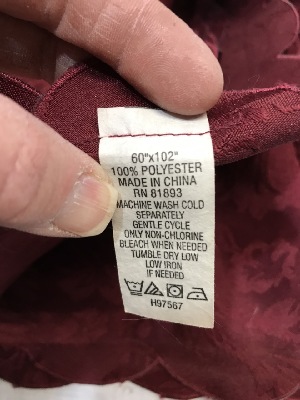 60"x102"
100% POLYESTER
MADE IN CHINA
RN 81893
MACHINE WASH COLD
SEPARATELY
GENTLE CYCLE
ONLY NON-CHLORINE
BLEACH WHEN NEEDED
TUMBLE DRY LOW
LOW IRON
IF NEEDED
H97567